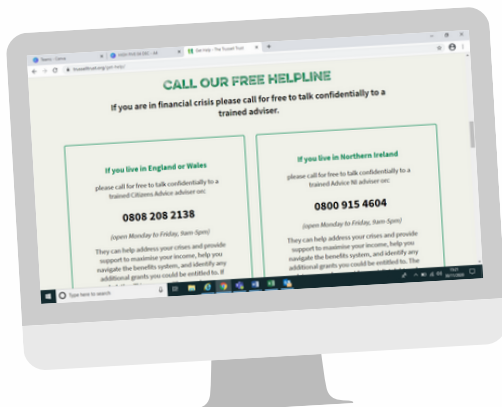 Get Help - The Trussell Trust
CALL OUR FREE HELPLINE
If you are in financial crisis please call for free to talk confidentially to a
trained adviser.
If you live in England or Wales
please call for free to talk confidentially to a
trained Citizens Advice adviser on:
0808 208 2138
(open Monday to Friday, 9am-5pm)
They can help address your crises and provide
support to maximise your income, help you
navigate the benefits system, and identify any
additional grants you could be entitled to. If
If you live in Northern Ireland
please call for free to talk confidentially to a
trained Advice NI adviser on:
0800 915 4604
(open Monday to Friday, 9am-5pm)
They can help address your crises and provide
support to maximise your income, help you
navigate the benefits system, and identify any
additional grants you could be entitled to. The
Type here to search